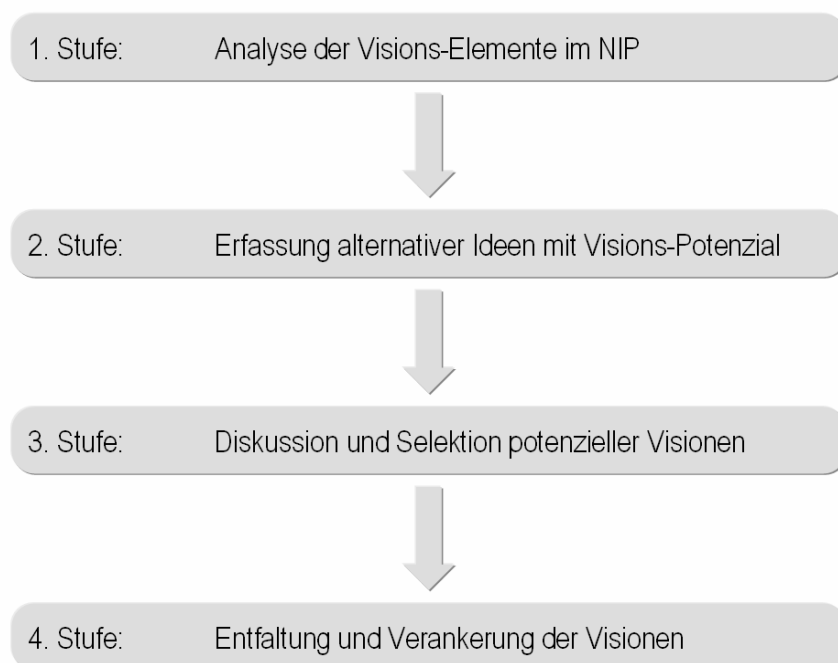 1. Stufe: Analyse der Visions-Elemente im NIP
2. Stufe: Erfassung alternativer Ideen mit Visions-Potenzial
3. Stufe: Diskussion und Selektion potenzieller Visionen
4. Stufe: Entfaltung und Verankerung der Visionen